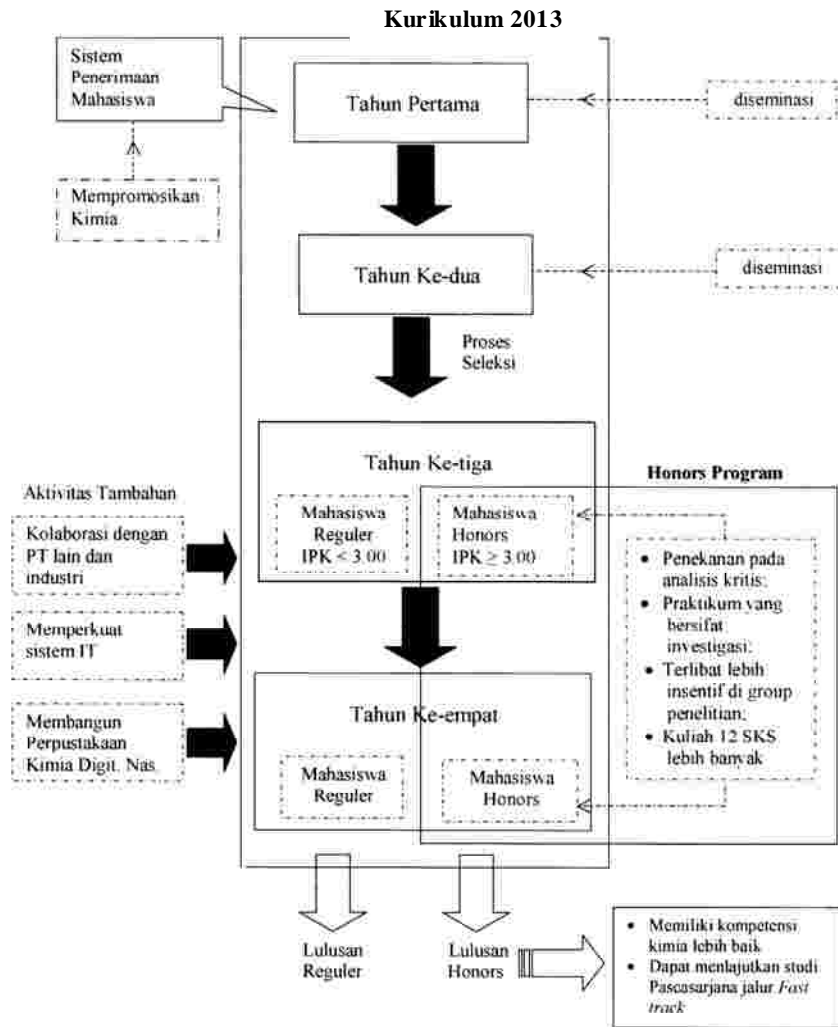 Kurikulum 2013
Sistem
Penerimaan
Mahasiswa
Tahun Pertama
diseminasi
Mempromosikan
Kimia
Tahun Ke-dua
diseminasi
Proses
Seleksi
Tahun Ke-tiga
Honors Program
Aktivitas Tambahan
Mahasiswa
Reguler
IPK < 3.00
Mahasiswa
Honors
IPK ≥ 3.00
Kolaborasi dengan
PT lain dan
industri
• Penekanan pada
analisis kritis;
• Praktikum yang
bersifat
investigasi;
• Terlibat lebih
insentif di group
penelitian;
• Kuliah 12 SKS
lebih banyak
Memperkuat
sistem IT
Tahun Ke-empat
Membangun
Perpustakaan
Kimia Digit. Nas.
Mahasiswa
Reguler
Mahasiswa
Honors
Lulusan
Reguler
Lulusan
Honors
• Memiliki kompetensi
kimia lebih baik
• Dapat menlajutkan studi
Pascasarjana jalur Fast
track